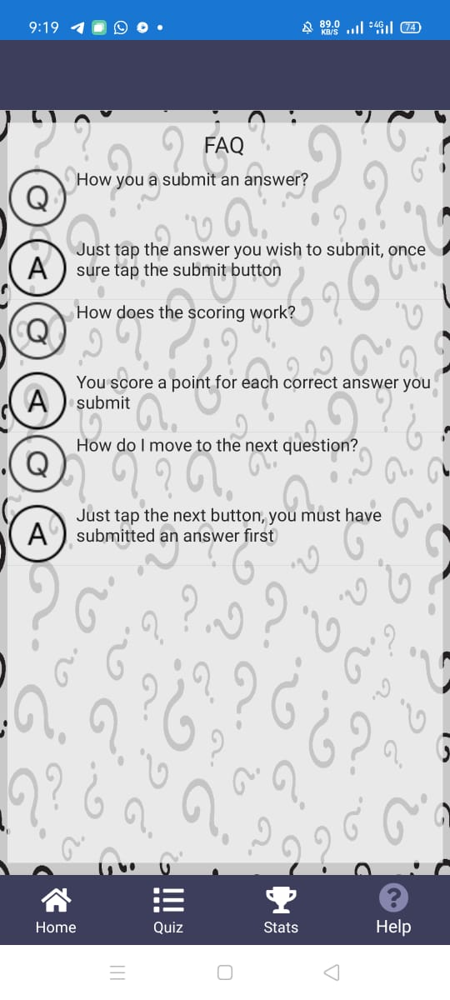 9:19
89.0
KB/S
4G
74
FAQ
Q
How you a submit an answer?
A
Just tap the answer you wish to submit, once
sure tap the submit button
Q
How does the scoring work?
A
You score a point for each correct answer you
submit
Q
How do I move to the next question?
A
Just tap the next button, you must have
submitted an answer first
Home
Quiz
Stats
Help